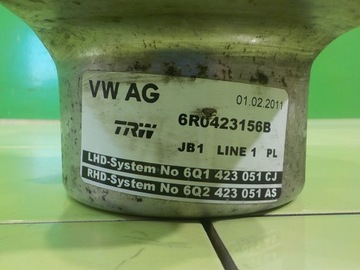 VW AG 01.02.2011
TRW 6R0423156B
JB1 LINE 1 PL
LHD-System No 6Q1 423 051 CJ
RHD-System No 6Q2 423 051 AS